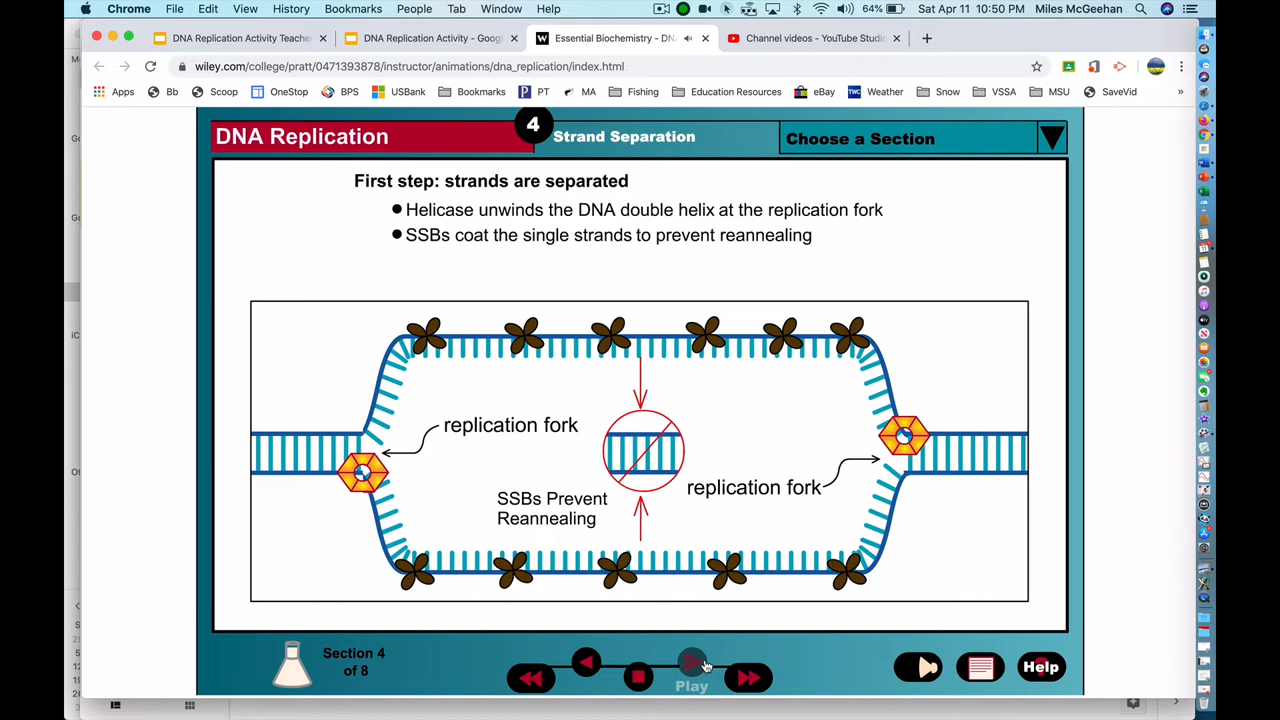 Chrome File Edit View History Bookmarks People Tab Window Help 64% Sat Apr 11 10:50 PM Miles McGeehan
DNA Replication Activity Teache
DNA Replication Activity - Goog
Essential Biochemistry - DN
Channel videos - YouTube Studi
wiley.com/college/pratt/0471393878/instructor/animations/dna_replication/index.html
Apps Bb Scoop OneStop BPS USBank Bookmarks PT MA Fishing Education Resources eBay Weather Snow VSSA MSU SaveVid
DNA Replication 4 Strand Separation Choose a Section
First step: strands are separated
Helicase unwinds the DNA double helix at the replication fork
SSBs coat the single strands to prevent reannealing
replication fork
replication fork
SSBs Prevent
Reannealing
Section 4
of 8
Play
Help